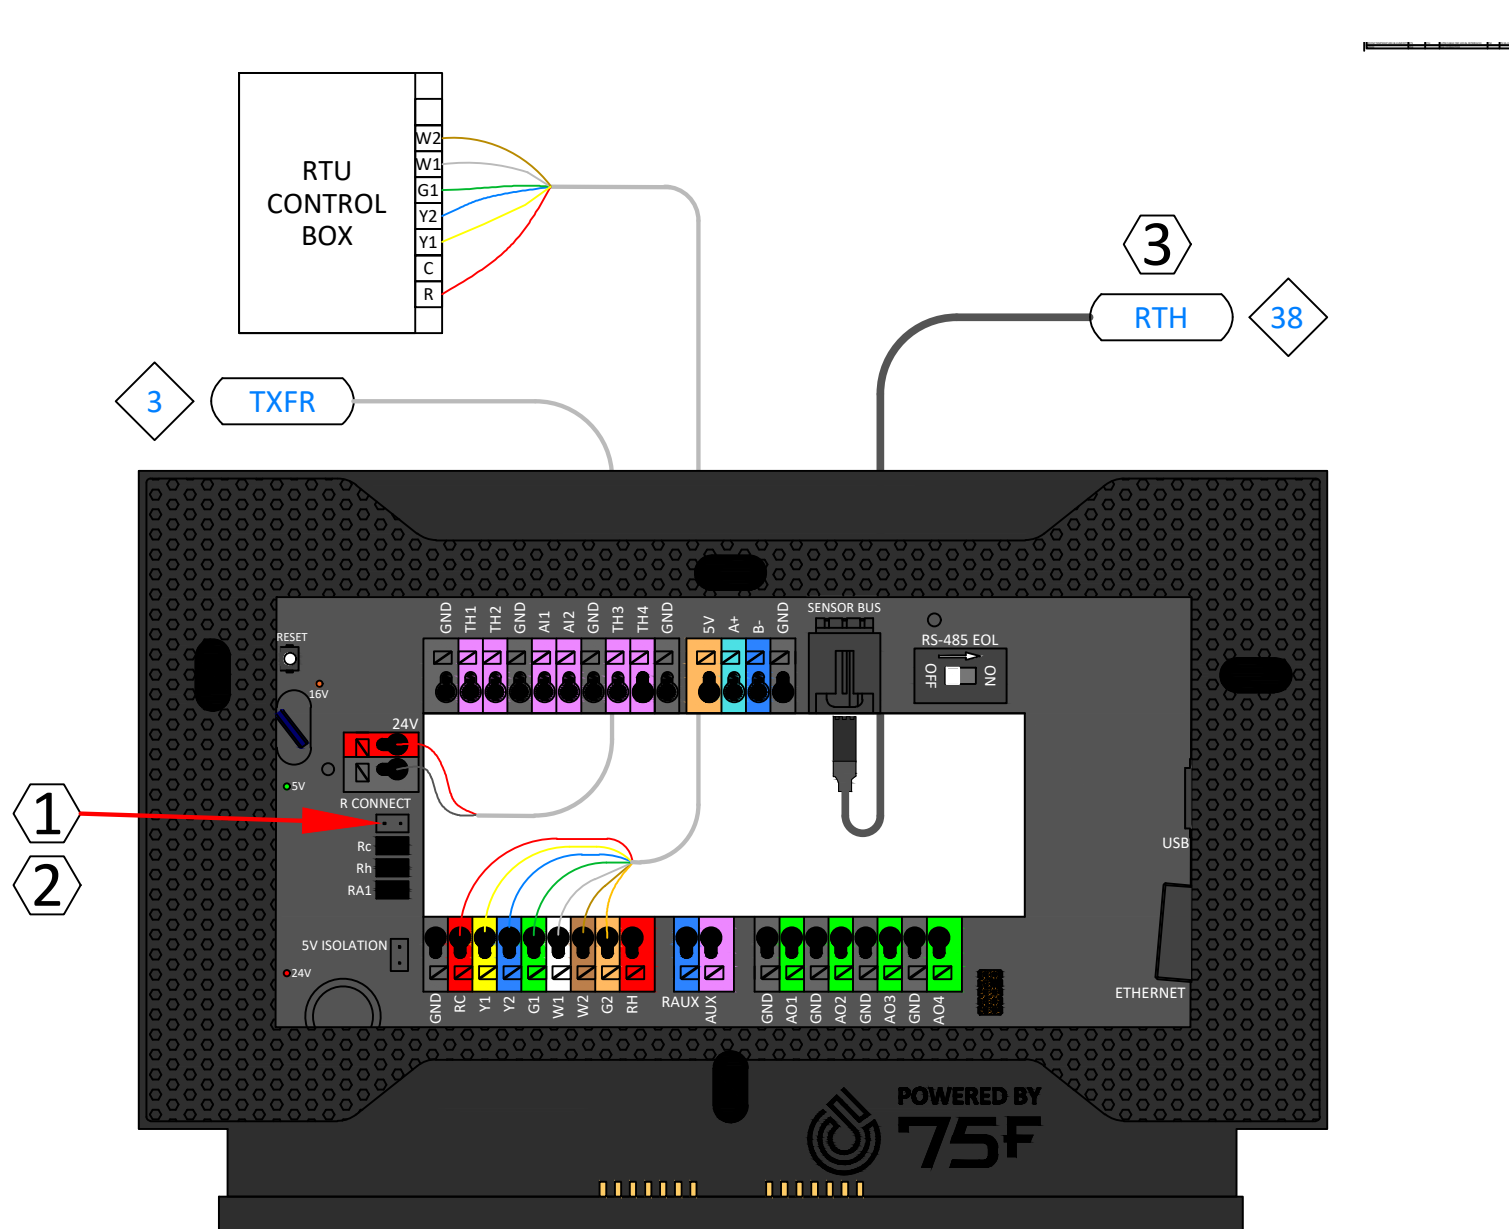 RTU
CONTROL
BOX
W2
W1
G1
Y2
Y1
C
R
3
RTH
38
3
TXFR
GND
TH1
TH2
GND
AI1
AI2
GND
TH3
TH4
GND
5V
A+
B-
GND
SENSOR BUS
RS-485 EOL
OFF
ON
RESET
16V
24V
5V
R CONNECT
1
Rc
Rh
RA1
2
USB
5V ISOLATION
24V
ETHERNET
GND
RC
Y1
Y2
G1
W1
W2
G2
RH
RAUX
AUX
GND
AO1
GND
AO2
GND
AO3
GND
AO4
POWERED BY
75F